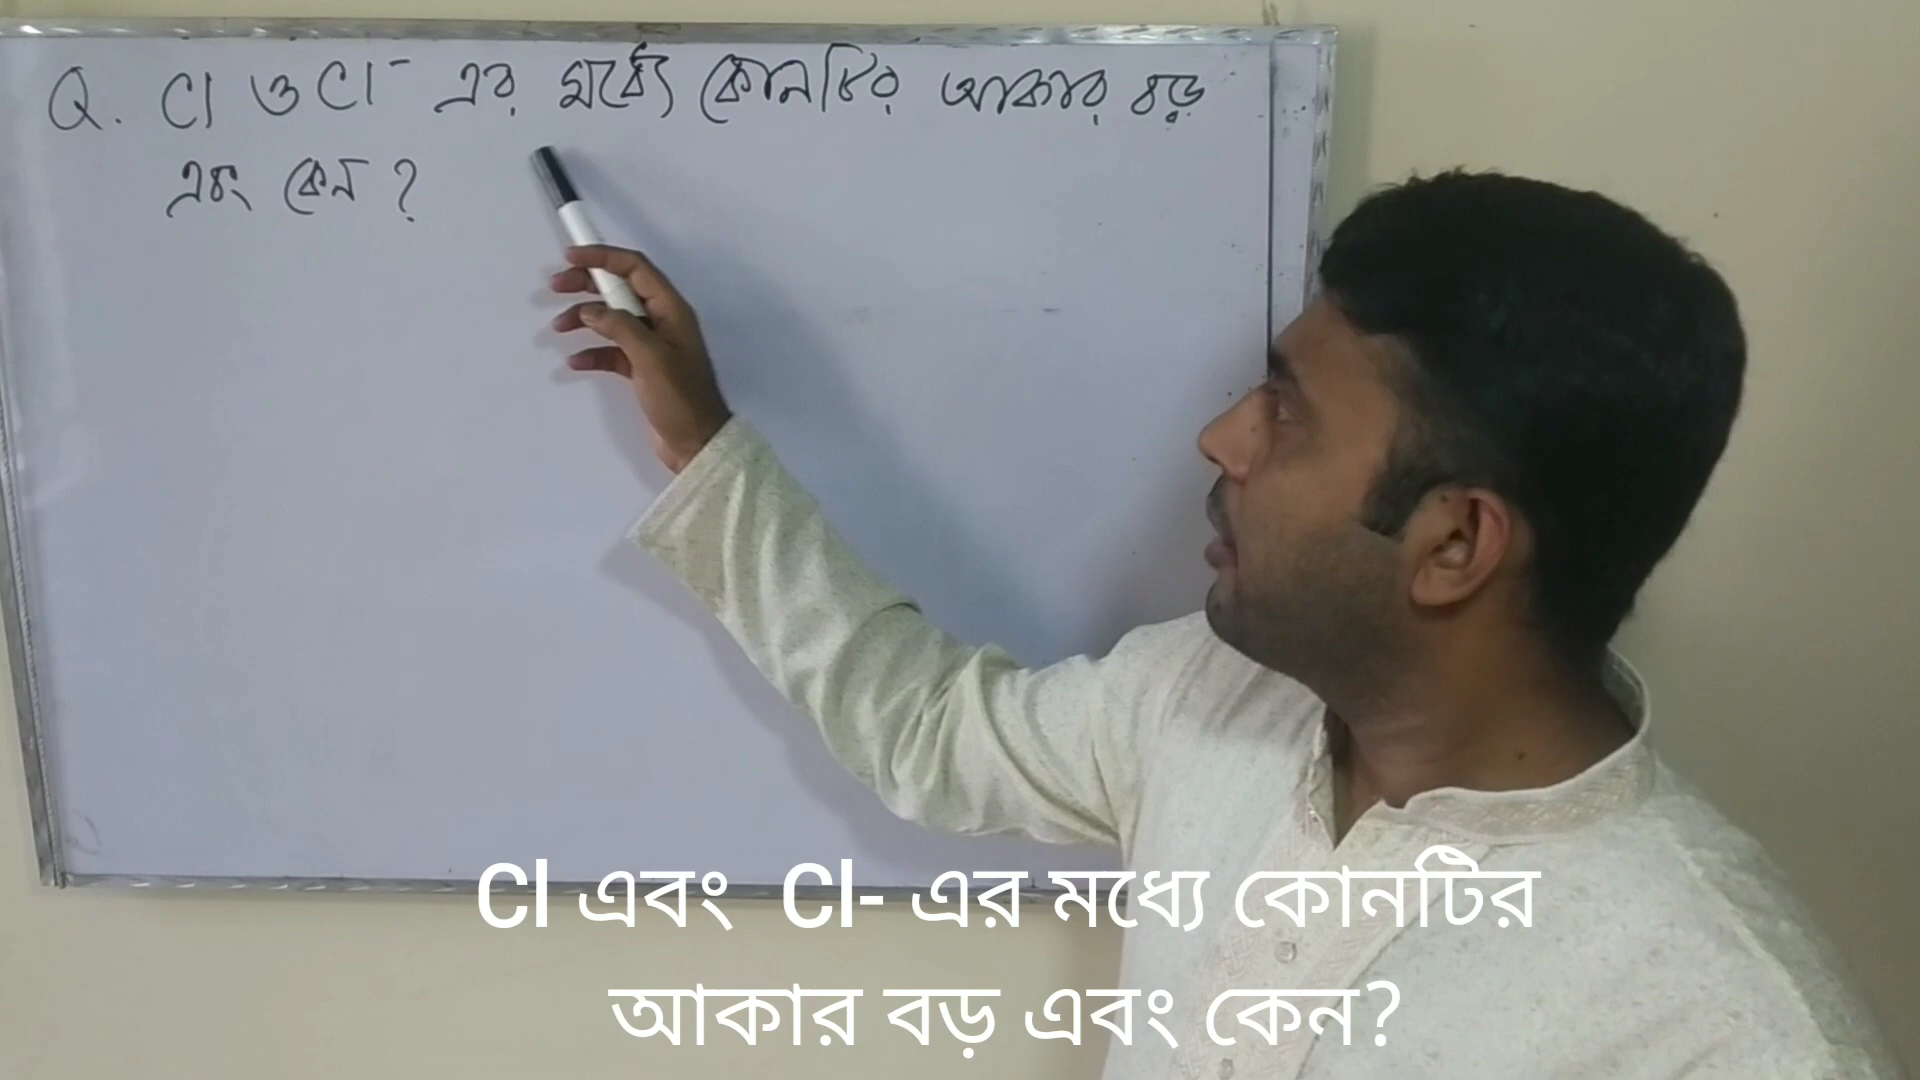 Q. Cl ও Cl⁻ এর মধ্যে কোনটির আকার বড়
এবং কেন ?
Cl এবং Cl- এর মধ্যে কোনটির
আকার বড় এবং কেন?